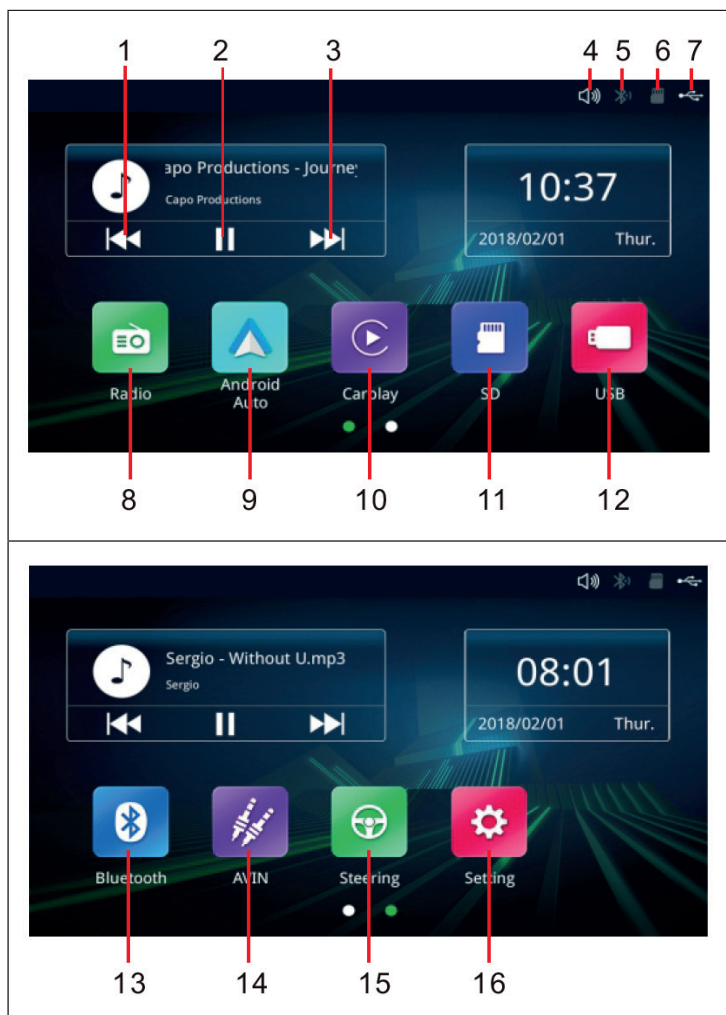 1 2 3 4 5 6 7
apo Productions - Journey
Capo Productions
10:37
2018/02/01 Thur.
Radio
Android
Auto
Carplay
SD
USB
8 9 10 11 12
Sergio - Without U.mp3
Sergio
08:01
2018/02/01 Thur.
Bluetooth
AVIN
Steering
Setting
13 14 15 16